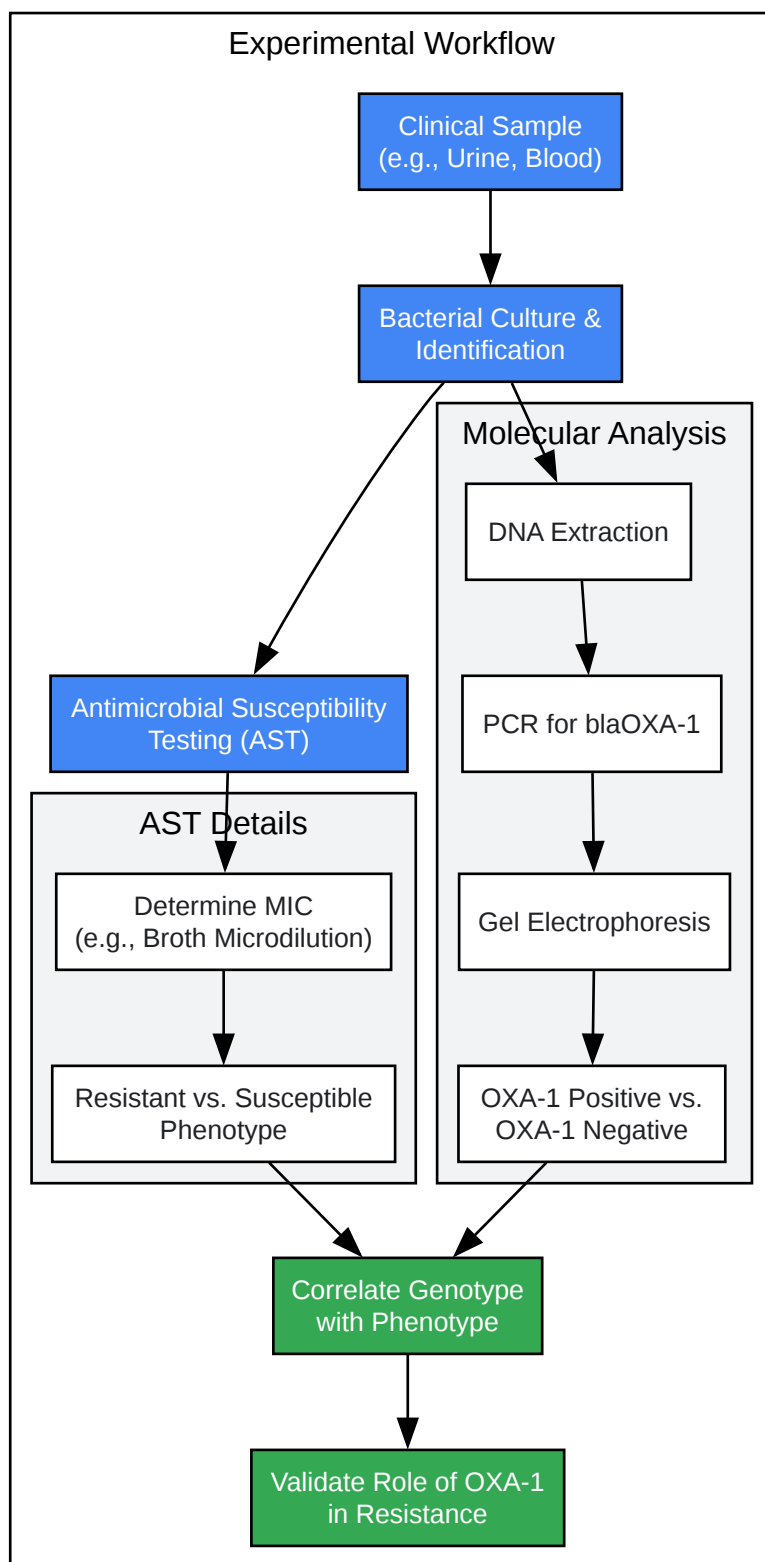 Experimental Workflow
Clinical Sample
(e.g., Urine, Blood)
Bacterial Culture &
Identification
Molecular Analysis
DNA Extraction
Antimicrobial Susceptibility
Testing (AST)
PCR for blaOXA-1
AST Details
Determine MIC
(e.g., Broth Microdilution)
Gel Electrophoresis
Resistant vs. Susceptible
Phenotype
OXA-1 Positive vs.
OXA-1 Negative
Correlate Genotype
with Phenotype
Validate Role of OXA-1
in Resistance